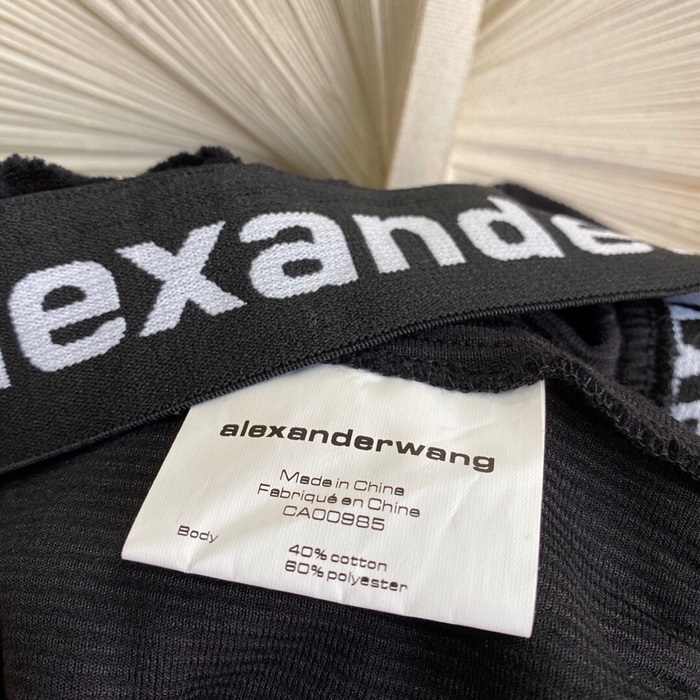 lexande
alexanderwang
Made in China
Fabriqué en Chine
CA00985
Body
40% cotton
60% polyester